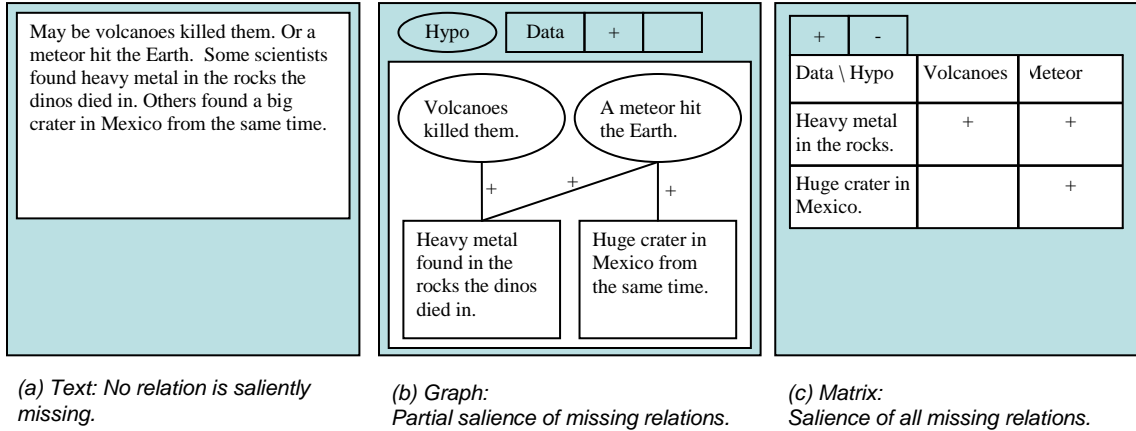 May be volcanoes killed them. Or a
meteor hit the Earth.  Some scientists
found heavy metal in the rocks the
dinos died in. Others found a big
crater in Mexico from the same time.
(a) Text: No relation is saliently
missing.
Hypo
Data
+
Volcanoes
killed them.
A meteor hit
the Earth.
+
+
+
Heavy metal
found in the
rocks the dinos
died in.
Huge crater in
Mexico from
the same time.
(b) Graph:
Partial salience of missing relations.
+ -
Data \ Hypo Volcanoes Meteor
Heavy metal
in the rocks.
+ +
Huge crater in
Mexico.
+
(c) Matrix:
Salience of all missing relations.